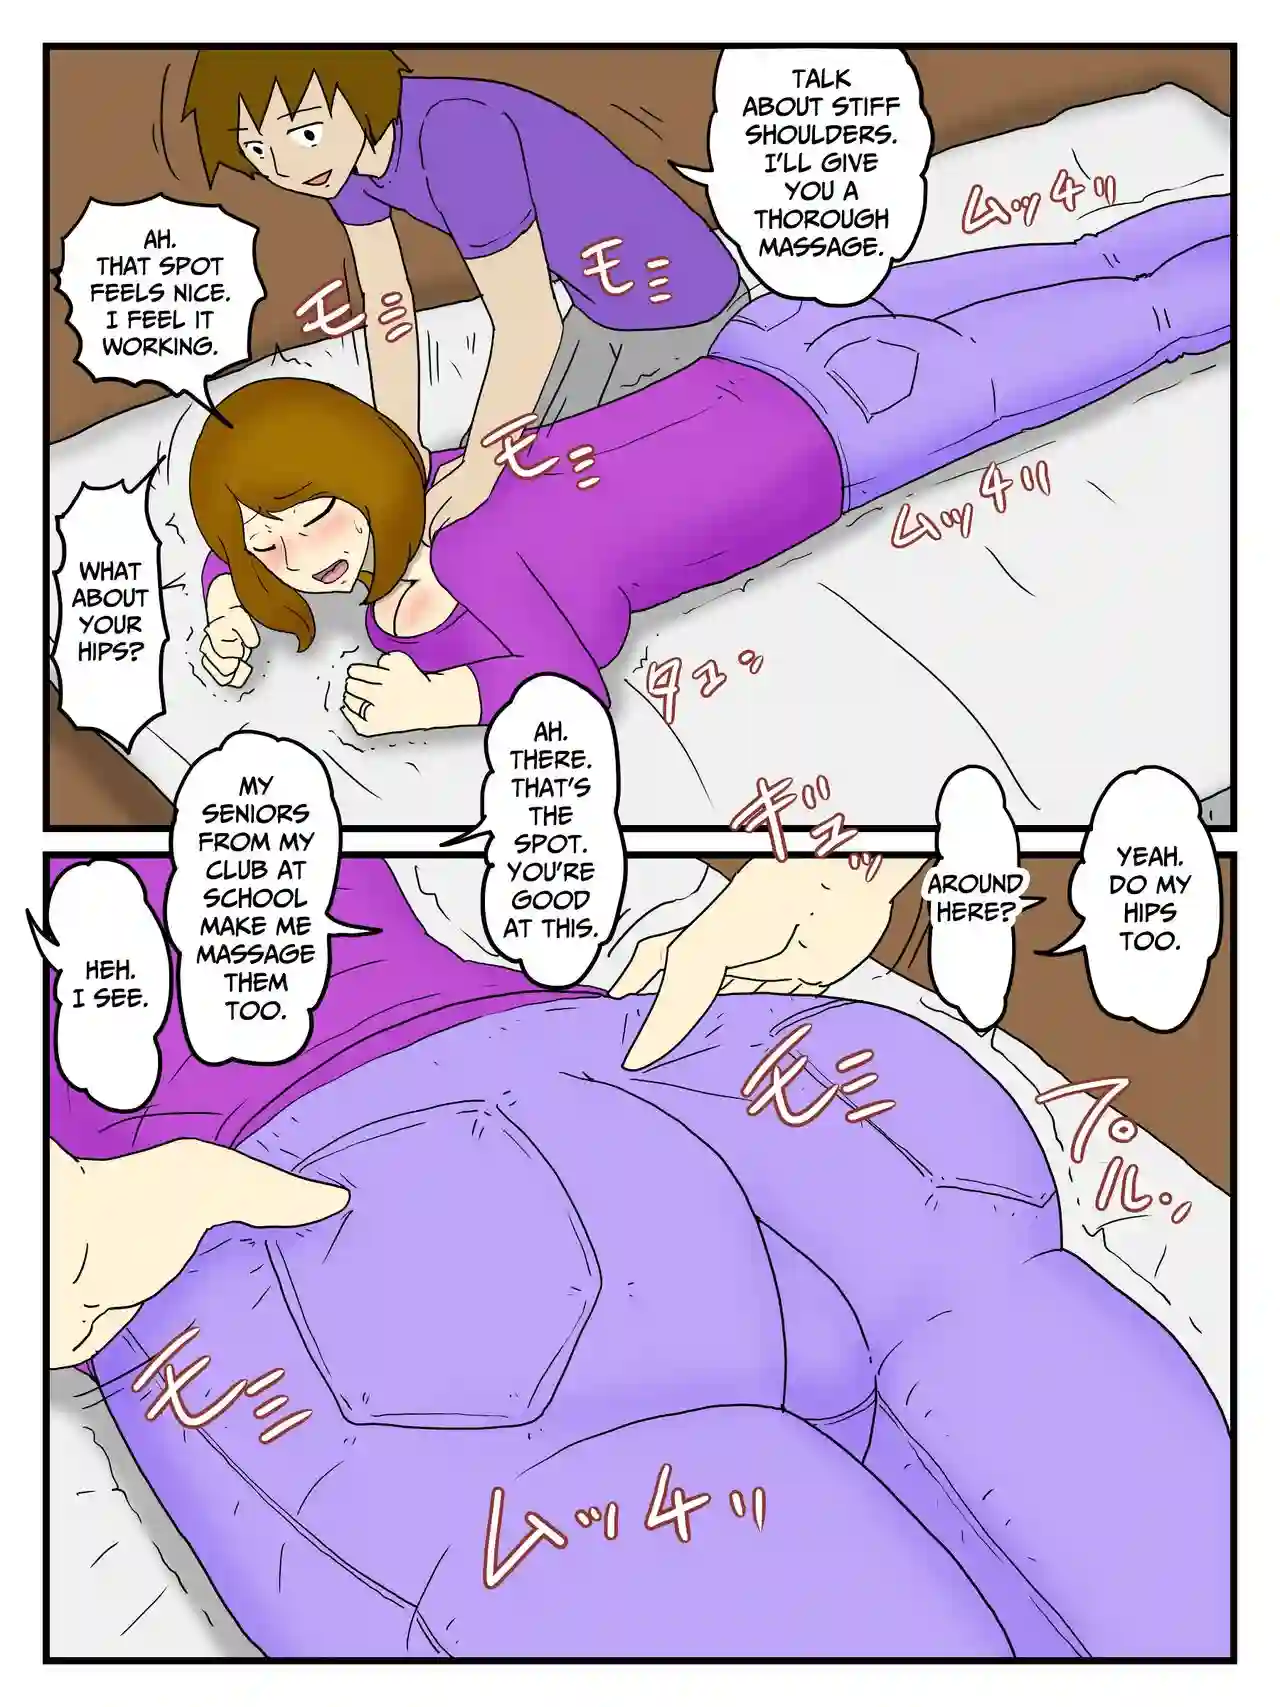 TALK
ABOUT STIFF
SHOULDERS.
I'LL GIVE
YOU A
THOROUGH
MASSAGE.
ムッチリ
モミ
モミ
AH.
THAT SPOT
FEELS NICE.
I FEEL IT
WORKING.
モミ
ムッチリ
WHAT
ABOUT
YOUR
HIPS?
タュン
YEAH.
DO MY
HIPS
TOO.
AROUND
HERE?
ギュッ
AH.
THERE.
THAT'S
THE
SPOT.
YOU'RE
GOOD
AT THIS.
MY
SENIORS
FROM MY
CLUB AT
SCHOOL
MAKE ME
MASSAGE
THEM
TOO.
HEH.
I SEE.
モミ
プルン
モミ
ムッチリ